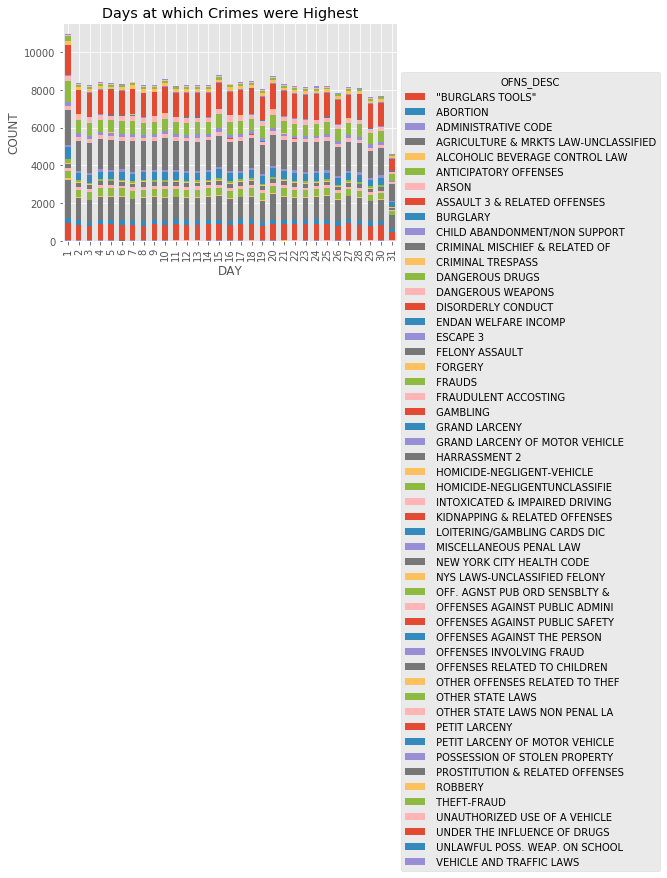 Days at which Crimes were Highest
10000
8000
6000
4000
2000
0
COUNT
1 2 3 4 5 6 7 8 9 10 11 12 13 14 15 16 17 18 19 20 21 22 23 24 25 26 27 28 29 30 31
DAY
OFNS_DESC
"BURGLARS TOOLS"
ABORTION
ADMINISTRATIVE CODE
AGRICULTURE & MRKTS LAW-UNCLASSIFIED
ALCOHOLIC BEVERAGE CONTROL LAW
ANTICIPATORY OFFENSES
ARSON
ASSAULT 3 & RELATED OFFENSES
BURGLARY
CHILD ABANDONMENT/NON SUPPORT
CRIMINAL MISCHIEF & RELATED OF
CRIMINAL TRESPASS
DANGEROUS DRUGS
DANGEROUS WEAPONS
DISORDERLY CONDUCT
ENDAN WELFARE INCOMP
ESCAPE 3
FELONY ASSAULT
FORGERY
FRAUDS
FRAUDULENT ACCOSTING
GAMBLING
GRAND LARCENY
GRAND LARCENY OF MOTOR VEHICLE
HARRASSMENT 2
HOMICIDE-NEGLIGENT-VEHICLE
HOMICIDE-NEGLIGENTUNCLASSIFIE
INTOXICATED & IMPAIRED DRIVING
KIDNAPPING & RELATED OFFENSES
LOITERING/GAMBLING CARDS DIC
MISCELLANEOUS PENAL LAW
NEW YORK CITY HEALTH CODE
NYS LAWS-UNCLASSIFIED FELONY
OFF. AGNST PUB ORD SENSBLTY &
OFFENSES AGAINST PUBLIC ADMINI
OFFENSES AGAINST PUBLIC SAFETY
OFFENSES AGAINST THE PERSON
OFFENSES INVOLVING FRAUD
OFFENSES RELATED TO CHILDREN
OTHER OFFENSES RELATED TO THEF
OTHER STATE LAWS
OTHER STATE LAWS NON PENAL LA
PETIT LARCENY
PETIT LARCENY OF MOTOR VEHICLE
POSSESSION OF STOLEN PROPERTY
PROSTITUTION & RELATED OFFENSES
ROBBERY
THEFT-FRAUD
UNAUTHORIZED USE OF A VEHICLE
UNDER THE INFLUENCE OF DRUGS
UNLAWFUL POSS. WEAP. ON SCHOOL
VEHICLE AND TRAFFIC LAWS